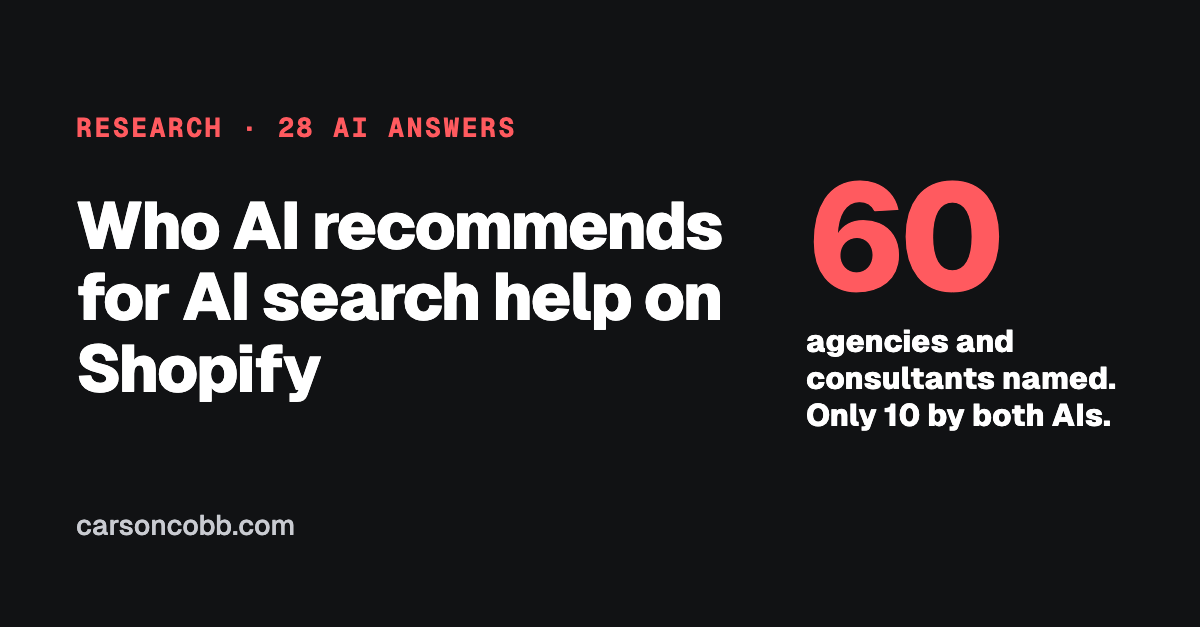 RESEARCH · 28 AI ANSWERS
Who AI recommends
for AI search help on
Shopify
60
agencies and
consultants named.
Only 10 by both AIs.
carsoncobb.com